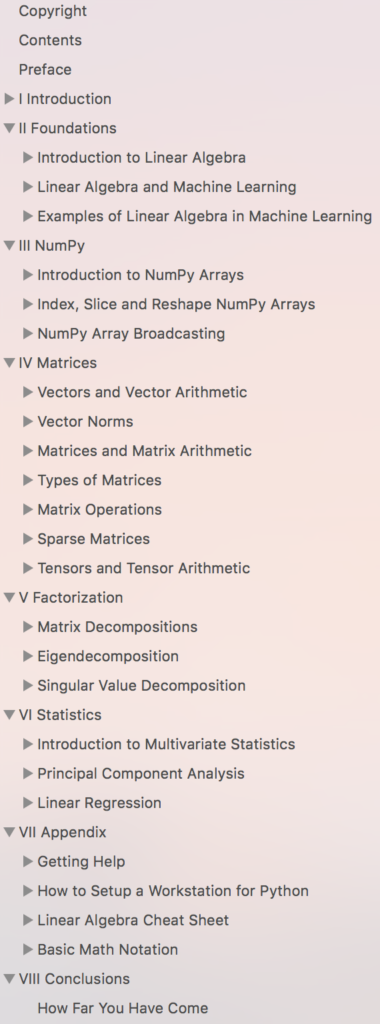 Copyright
Contents
Preface
I Introduction
II Foundations
Introduction to Linear Algebra
Linear Algebra and Machine Learning
Examples of Linear Algebra in Machine Learning
III NumPy
Introduction to NumPy Arrays
Index, Slice and Reshape NumPy Arrays
NumPy Array Broadcasting
IV Matrices
Vectors and Vector Arithmetic
Vector Norms
Matrices and Matrix Arithmetic
Types of Matrices
Matrix Operations
Sparse Matrices
Tensors and Tensor Arithmetic
V Factorization
Matrix Decompositions
Eigendecomposition
Singular Value Decomposition
VI Statistics
Introduction to Multivariate Statistics
Principal Component Analysis
Linear Regression
VII Appendix
Getting Help
How to Setup a Workstation for Python
Linear Algebra Cheat Sheet
Basic Math Notation
VIII Conclusions
How Far You Have Come